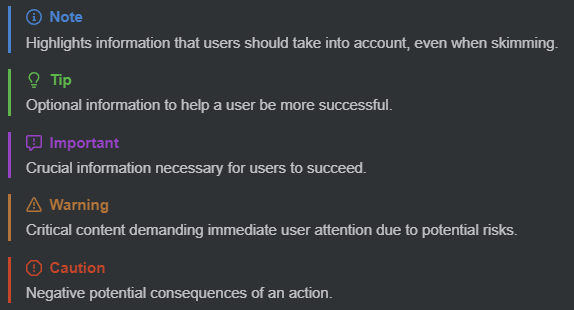 Note
Highlights information that users should take into account, even when skimming.
Tip
Optional information to help a user be more successful.
Important
Crucial information necessary for users to succeed.
Warning
Critical content demanding immediate user attention due to potential risks.
Caution
Negative potential consequences of an action.